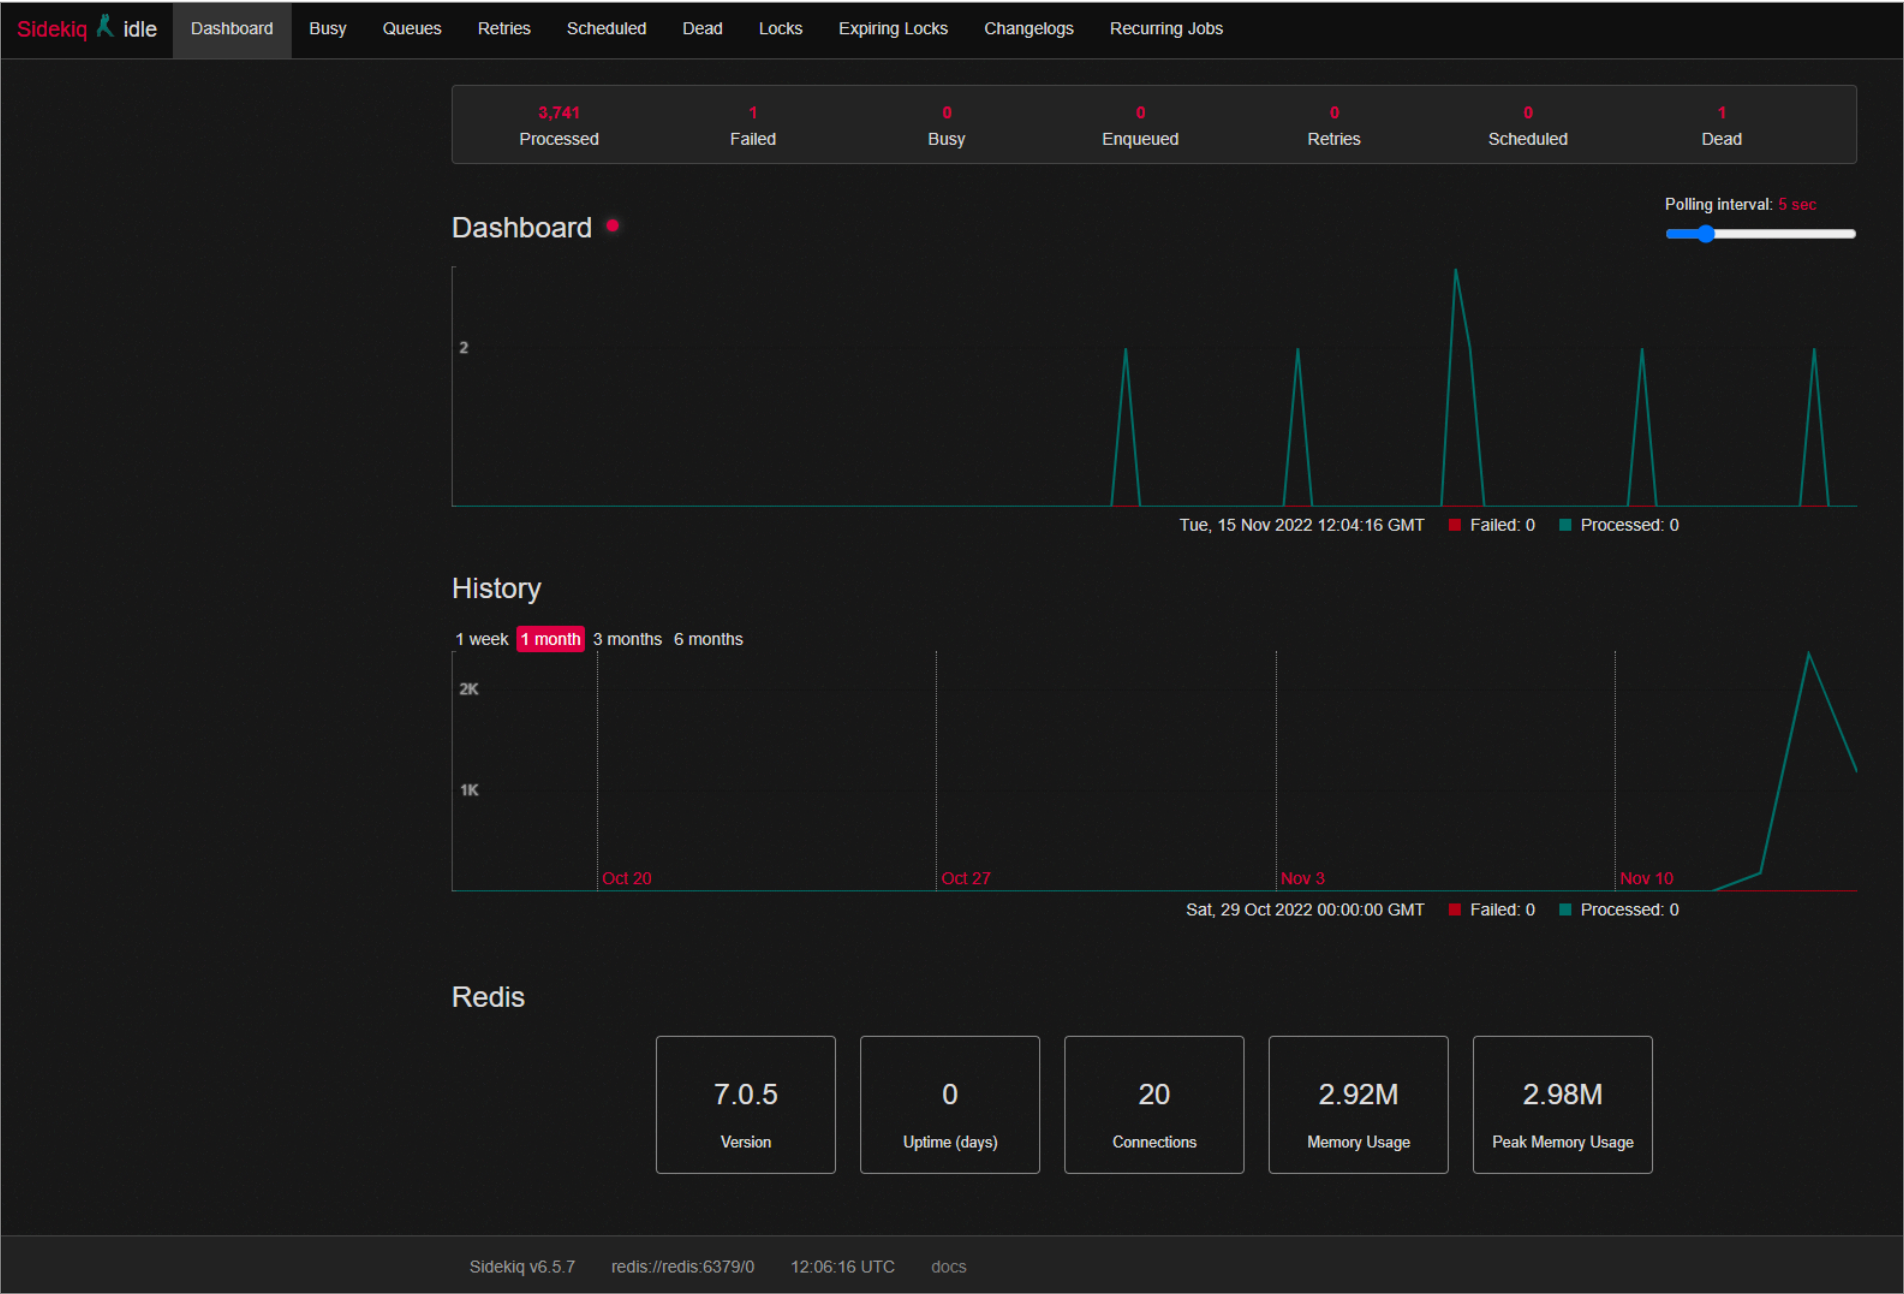 Sidekiq idle Dashboard Busy Queues Retries Scheduled Dead Locks Expiring Locks Changelogs Recurring Jobs
3,741 1 0 0 0 0 1
Processed Failed Busy Enqueued Retries Scheduled Dead
Polling interval: 5 sec
Dashboard
2
Tue, 15 Nov 2022 12:04:16 GMT Failed: 0 Processed: 0
History
1 week 1 month 3 months 6 months
2K
1K
Oct 20 Oct 27 Nov 3 Nov 10
Sat, 29 Oct 2022 00:00:00 GMT Failed: 0 Processed: 0
Redis
7.0.5 0 20 2.92M 2.98M
Version Uptime (days) Connections Memory Usage Peak Memory Usage
Sidekiq v6.5.7 redis://redis:6379/0 12:06:16 UTC docs